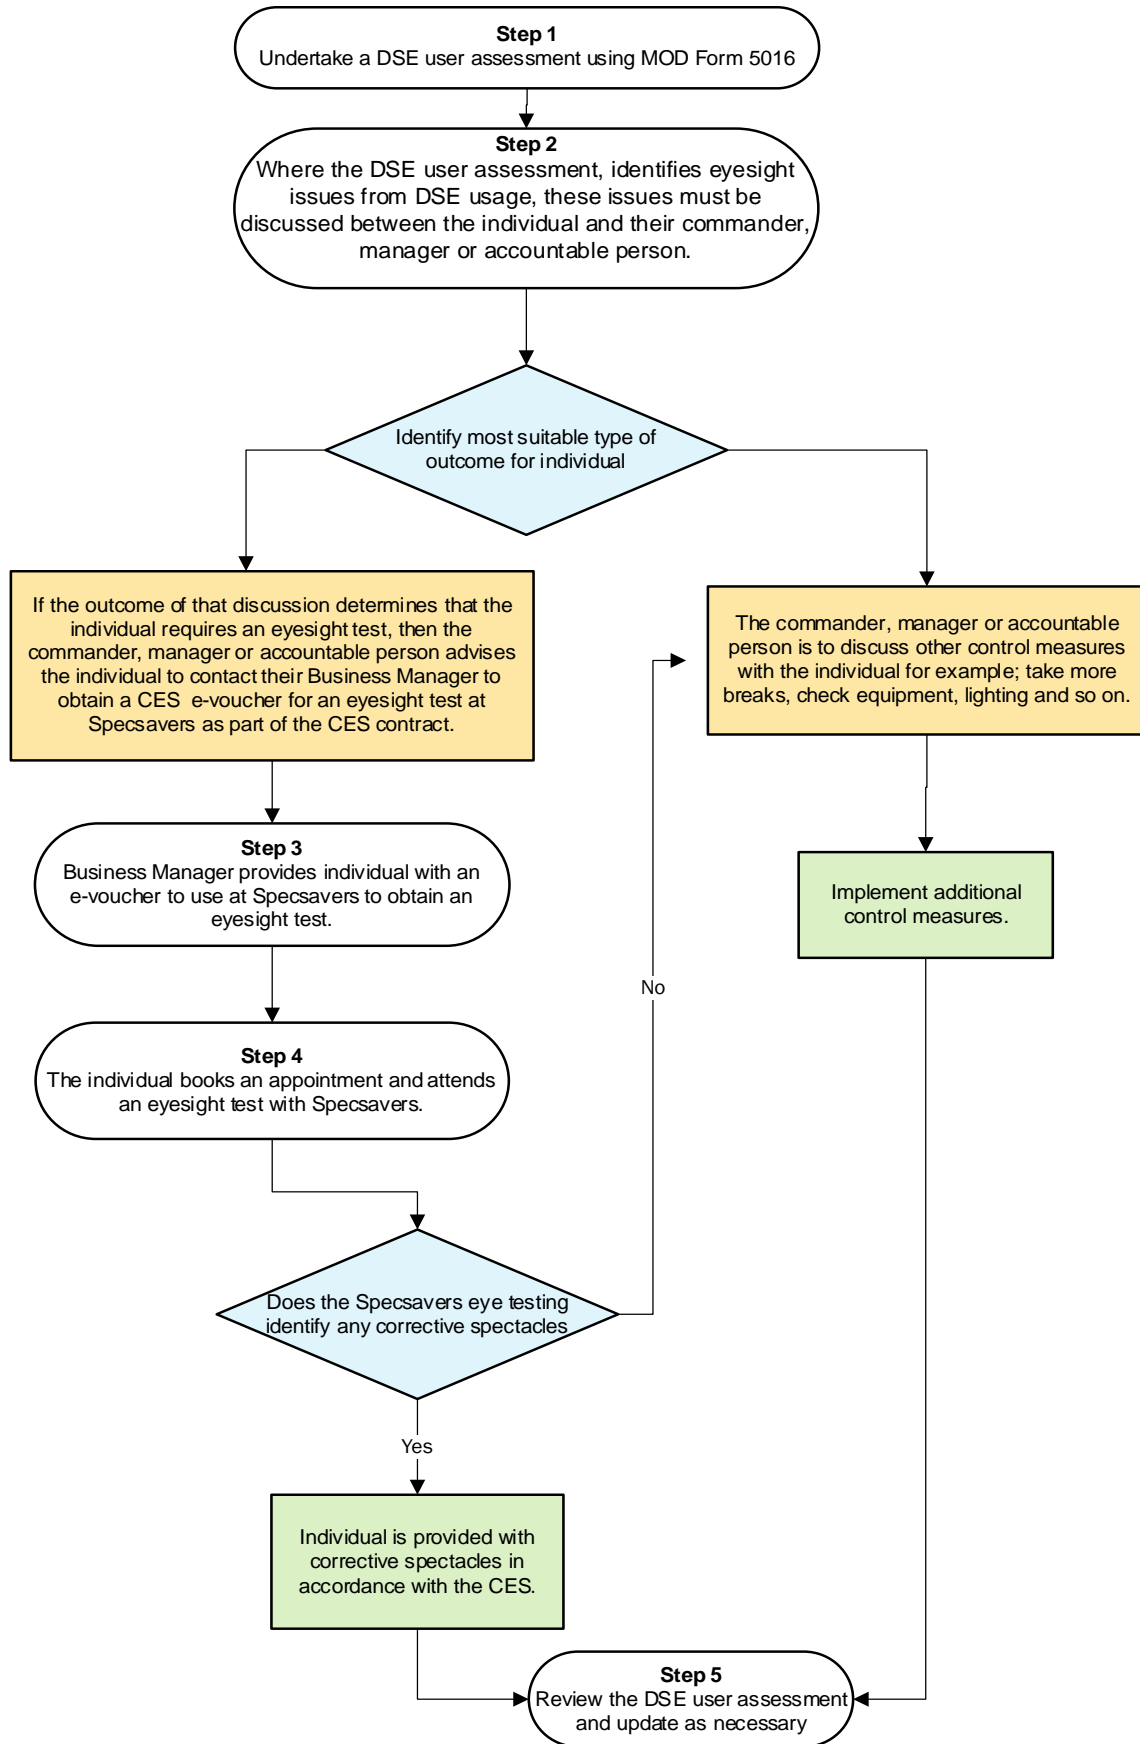 Step 1
Undertake a DSE user assessment using MOD Form 5016
Step 2
Where the DSE user assessment, identifies eyesight
issues from DSE usage, these issues must be
discussed between the individual and their commander,
manager or accountable person.
Identify most suitable type of
outcome for individual
If the outcome of that discussion determines that the
individual requires an eyesight test, then the
commander, manager or accountable person advises
the individual to contact their Business Manager to
obtain a CES e-voucher for an eyesight test at
Specsavers as part of the CES contract.
The commander, manager or accountable
person is to discuss other control measures
with the individual for example; take more
breaks, check equipment, lighting and so on.
Step 3
Business Manager provides individual with an
e-voucher to use at Specsavers to obtain an
eyesight test.
Implement additional
control measures.
No
Step 4
The individual books an appointment and attends
an eyesight test with Specsavers.
Does the Specsavers eye testing
identify any corrective spectacles
Yes
Individual is provided with
corrective spectacles in
accordance with the CES.
Step 5
Review the DSE user assessment
and update as necessary